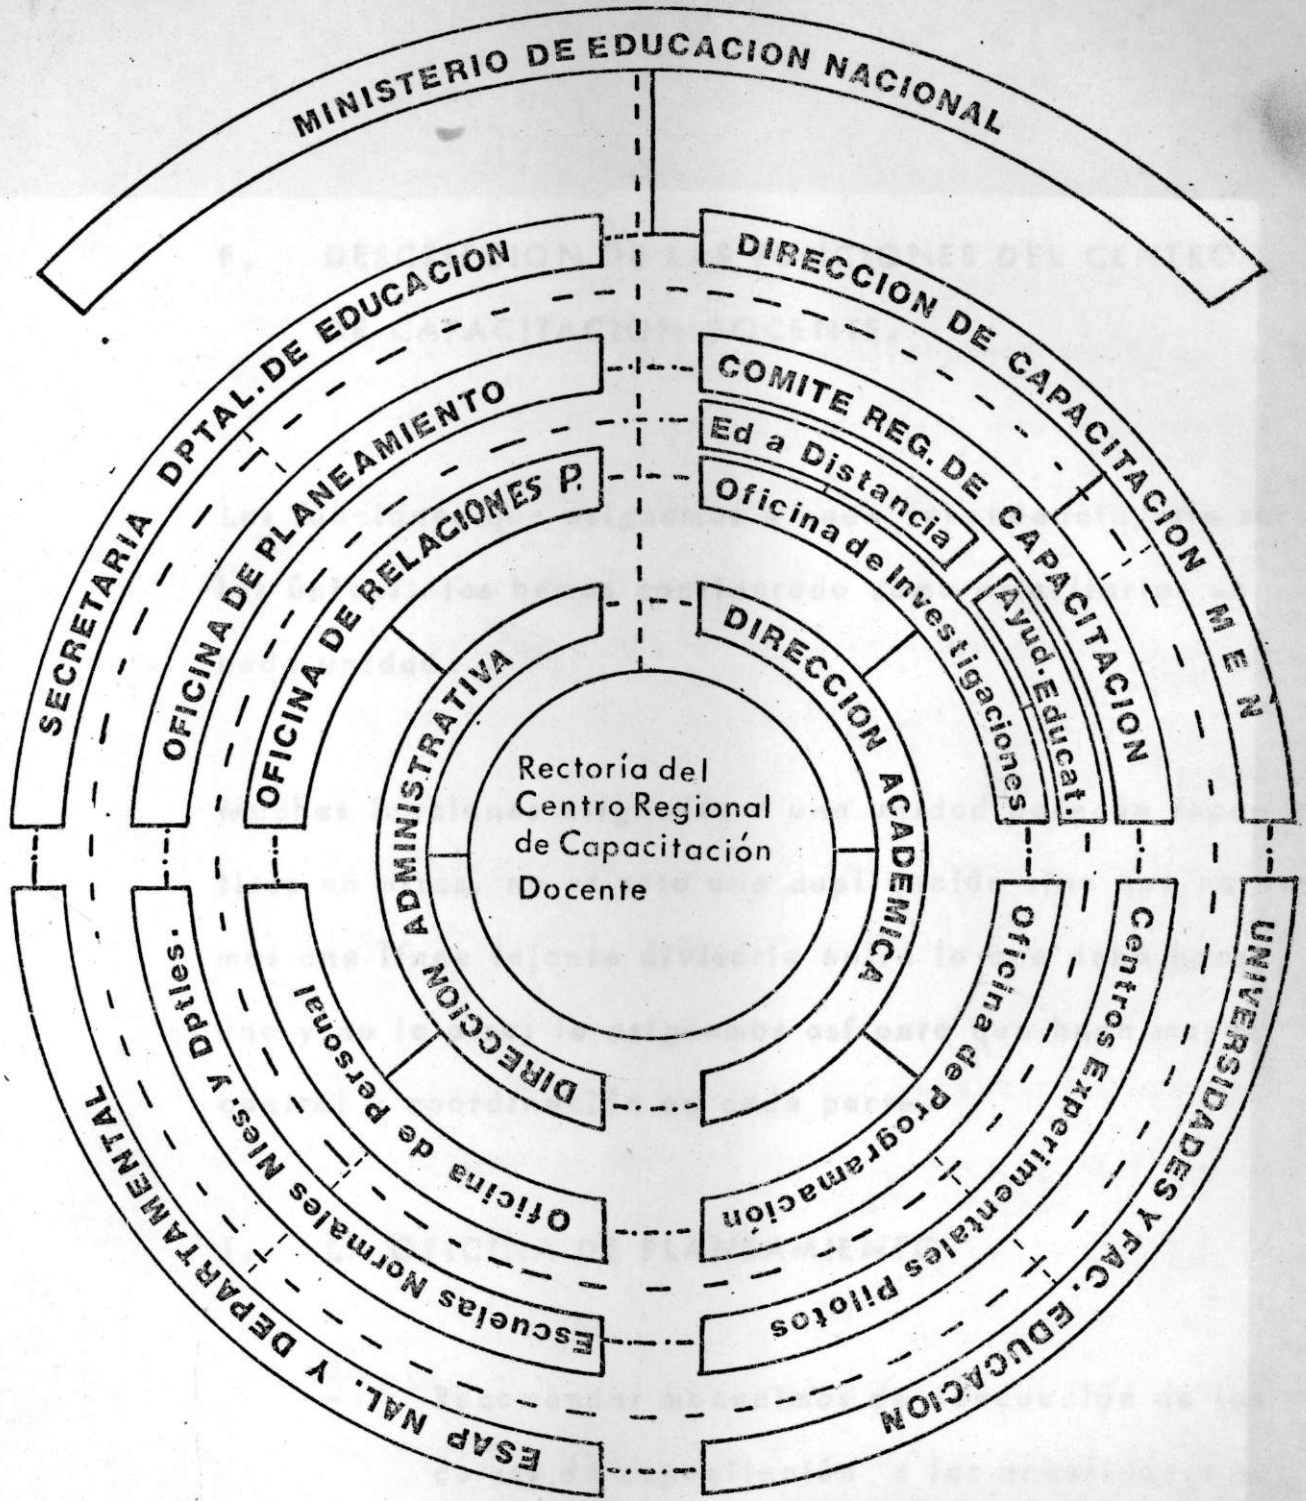 MINISTERIO DE EDUCACION NACIONAL
SECRETARIA DPTAL. DE EDUCACION
DIRECCION DE CAPACITACION M E N
OFICINA DE PLANEAMIENTO
COMITE REG. DE CAPACITACION
Ed a Distancia
Ayud. Educat.
OFICINA DE RELACIONES P.
Oficina de Investigaciones
DIRECCION ADMINISTRATIVA
DIRECCION ACADEMICA
Rectoría del
Centro Regional
de Capacitación
Docente
Oficina de Personal
Oficina de Programación
Escuelas Normales Nles y Dptles.
Centros Experimentales Pilotos
ESAP NAL. Y DEPARTAMENTAL
UNIVERSIDADES Y FAC. EDUCACION